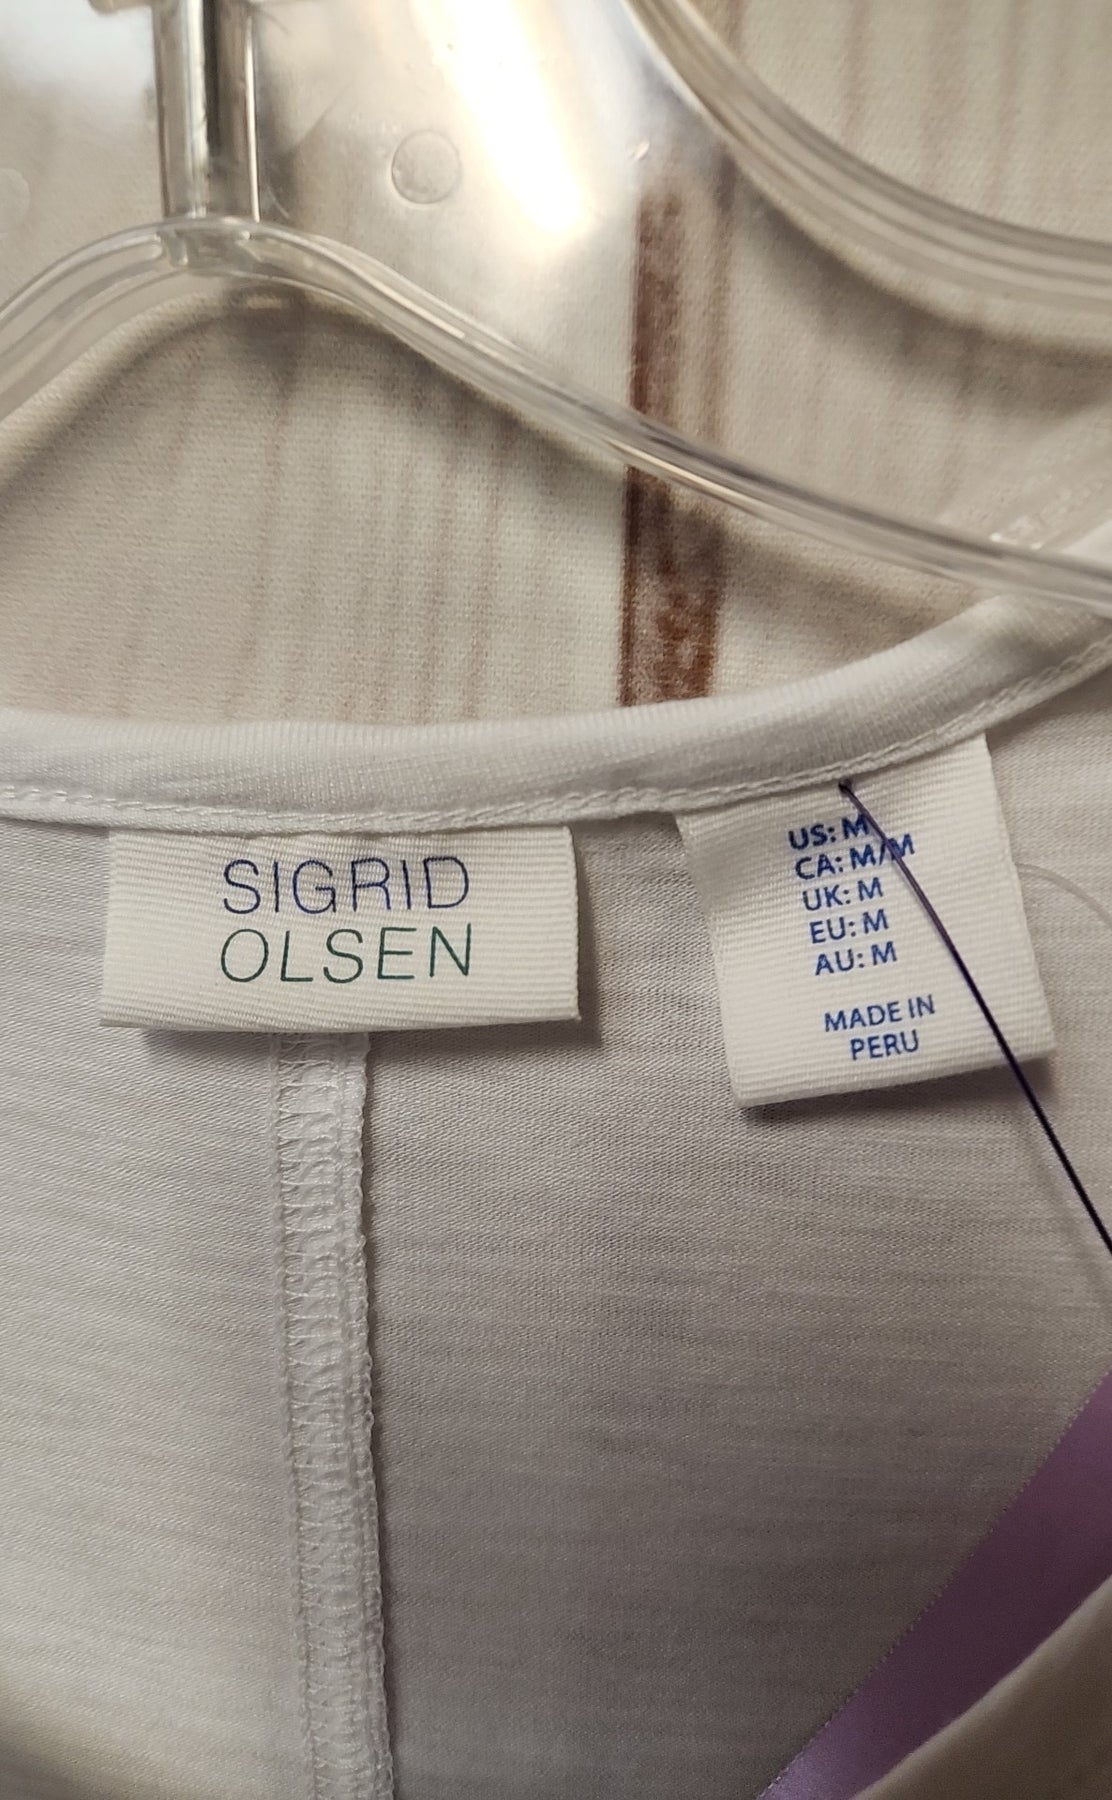 SIGRID
OLSEN
US: M
CA: M/M
UK: M
EU: M
AU: M
MADE IN
PERU